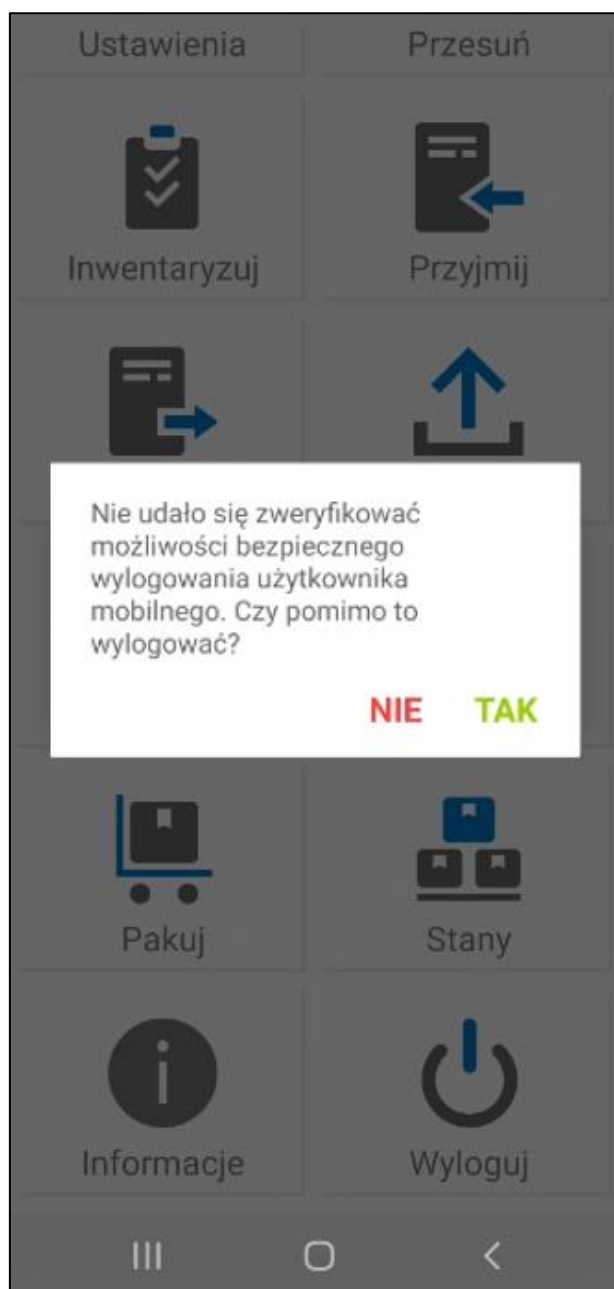 Ustawienia Przesuń
Inwentaryzuj Przyjmij
Nie udało się zweryfikować
możliwości bezpiecznego
wylogowania użytkownika
mobilnego. Czy pomimo to
wylogować?
NIE TAK
Pakuj Stany
Informacje Wyloguj